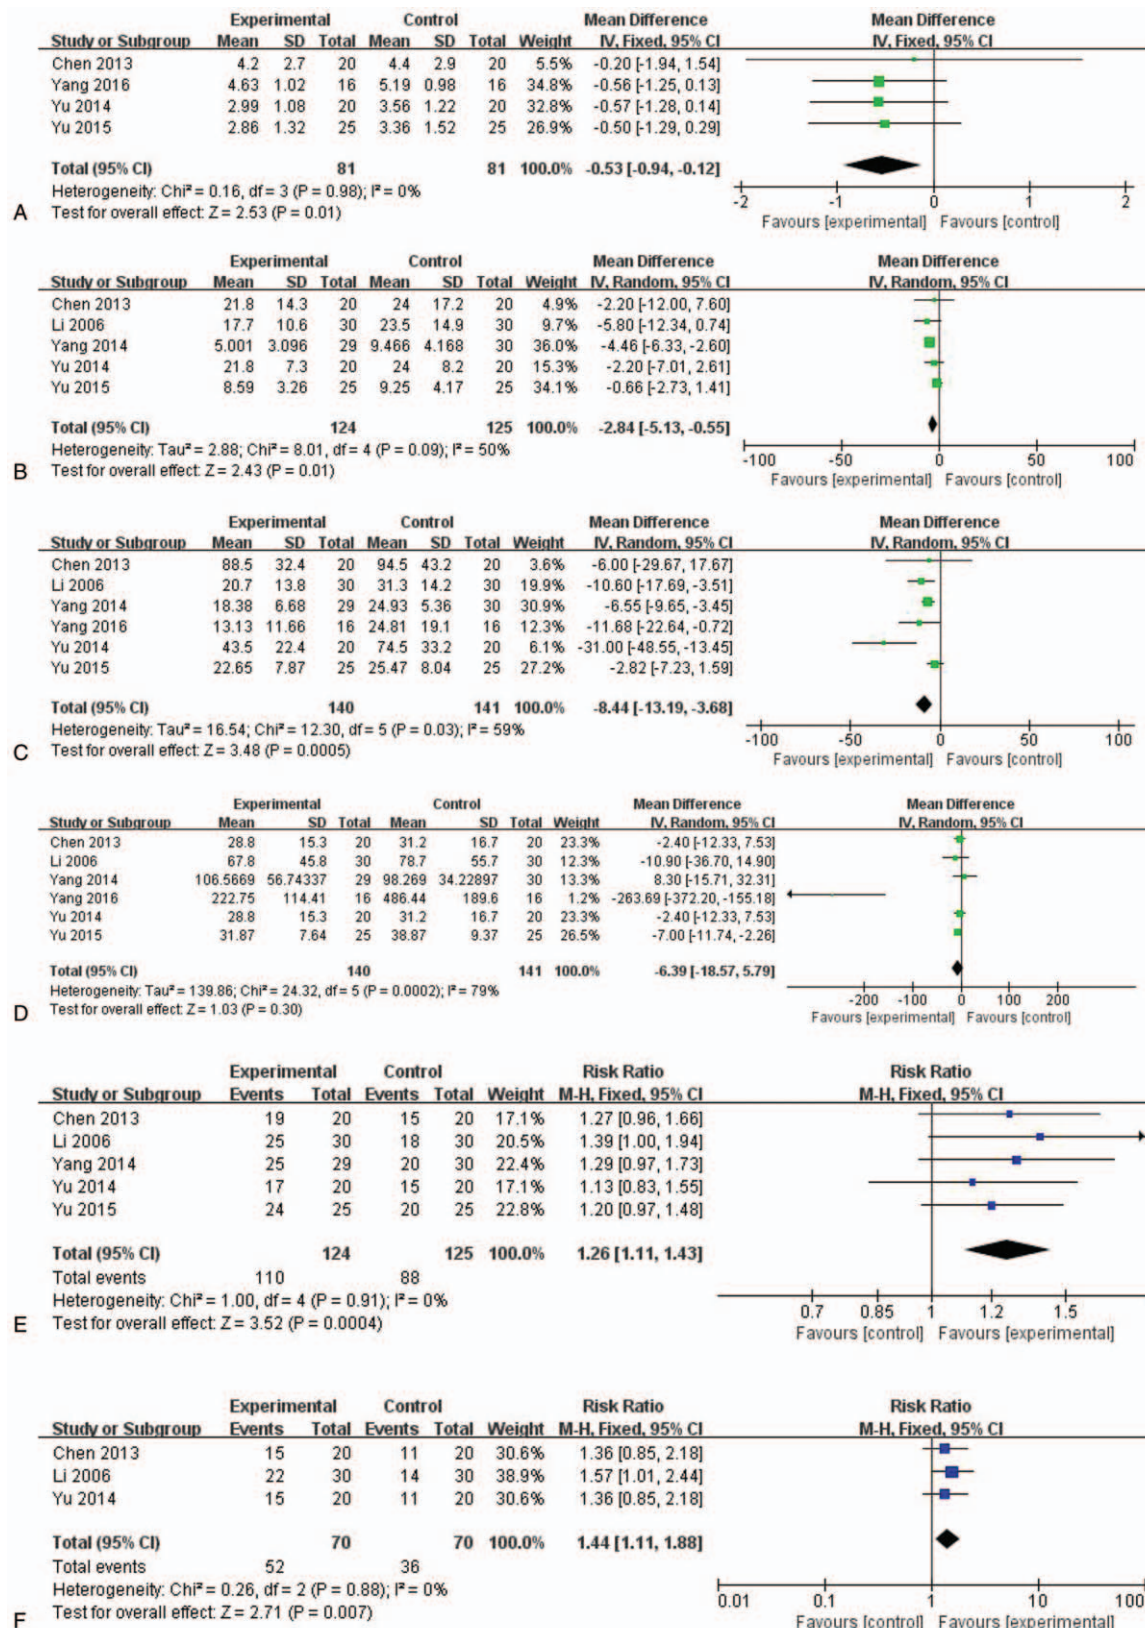 Experimental Control Mean Difference Mean Difference
Study or Subgroup Mean SD Total Mean SD Total Weight IV, Fixed, 95% CI IV, Fixed, 95% CI
Chen 2013 4.2 2.7 20 4.4 2.9 20 5.5% -0.20 [-1.94, 1.54]
Yang 2016 4.63 1.02 16 5.19 0.98 16 34.8% -0.56 [-1.25, 0.13]
Yu 2014 2.99 1.08 20 3.56 1.22 20 32.8% -0.57 [-1.28, 0.14]
Yu 2015 2.86 1.32 25 3.36 1.52 25 26.9% -0.50 [-1.29, 0.29]
Total (95% CI) 81 81 100.0% -0.53 [-0.94, -0.12]
Heterogeneity: Chi² = 0.16, df = 3 (P = 0.98); I² = 0%
Test for overall effect: Z = 2.53 (P = 0.01)
-2 -1 0 1 2
Favours [experimental] Favours [control]
A
Experimental Control Mean Difference Mean Difference
Study or Subgroup Mean SD Total Mean SD Total Weight IV, Random, 95% CI IV, Random, 95% CI
Chen 2013 21.8 14.3 20 24 17.2 20 4.9% -2.20 [-12.00, 7.60]
Li 2006 17.7 10.6 30 23.5 14.9 30 9.7% -5.80 [-12.34, 0.74]
Yang 2014 5.001 3.096 29 9.466 4.168 30 36.0% -4.46 [-6.33, -2.60]
Yu 2014 21.8 7.3 20 24 8.2 20 15.3% -2.20 [-7.01, 2.61]
Yu 2015 8.59 3.26 25 9.25 4.17 25 34.1% -0.66 [-2.73, 1.41]
Total (95% CI) 124 125 100.0% -2.84 [-5.13, -0.55]
Heterogeneity: Tau² = 2.88; Chi² = 8.01, df = 4 (P = 0.09); I² = 50%
Test for overall effect: Z = 2.43 (P = 0.01)
-100 -50 0 50 100
Favours [experimental] Favours [control]
B
Experimental Control Mean Difference Mean Difference
Study or Subgroup Mean SD Total Mean SD Total Weight IV, Random, 95% CI IV, Random, 95% CI
Chen 2013 88.5 32.4 20 94.5 43.2 20 3.6% -6.00 [-29.67, 17.67]
Li 2006 20.7 13.8 30 31.3 14.2 30 19.9% -10.60 [-17.69, -3.51]
Yang 2014 18.38 6.68 29 24.93 5.36 30 30.9% -6.55 [-9.65, -3.45]
Yang 2016 13.13 11.66 16 24.81 19.1 16 12.3% -11.68 [-22.64, -0.72]
Yu 2014 43.5 22.4 20 74.5 33.2 20 6.1% -31.00 [-48.55, -13.45]
Yu 2015 22.65 7.87 25 25.47 8.04 25 27.2% -2.82 [-7.23, 1.59]
Total (95% CI) 140 141 100.0% -8.44 [-13.19, -3.68]
Heterogeneity: Tau² = 16.54; Chi² = 12.30, df = 5 (P = 0.03); I² = 59%
Test for overall effect: Z = 3.48 (P = 0.0005)
-100 -50 0 50 100
Favours [experimental] Favours [control]
C
Experimental Control Mean Difference Mean Difference
Study or Subgroup Mean SD Total Mean SD Total Weight IV, Random, 95% CI IV, Random, 95% CI
Chen 2013 28.8 15.3 20 31.2 16.7 20 23.3% -2.40 [-12.33, 7.53]
Li 2006 67.8 45.8 30 78.7 55.7 30 12.3% -10.90 [-36.70, 14.90]
Yang 2014 106.5669 56.74337 29 98.269 34.22897 30 13.3% 8.30 [-15.71, 32.31]
Yang 2016 222.75 114.41 16 486.44 189.6 16 1.2% -263.69 [-372.20, -155.18]
Yu 2014 28.8 15.3 20 31.2 16.7 20 23.3% -2.40 [-12.33, 7.53]
Yu 2015 31.87 7.64 25 38.87 9.37 25 26.5% -7.00 [-11.74, -2.26]
Total (95% CI) 140 141 100.0% -6.39 [-18.57, 5.79]
Heterogeneity: Tau² = 139.86; Chi² = 24.32, df = 5 (P = 0.0002); I² = 79%
Test for overall effect: Z = 1.03 (P = 0.30)
-200 -100 0 100 200
Favours [experimental] Favours [control]
D
Experimental Control Risk Ratio Risk Ratio
Study or Subgroup Events Total Events Total Weight M-H, Fixed, 95% CI M-H, Fixed, 95% CI
Chen 2013 19 20 15 20 17.1% 1.27 [0.96, 1.66]
Li 2006 25 30 18 30 20.5% 1.39 [1.00, 1.94]
Yang 2014 25 29 20 30 22.4% 1.29 [0.97, 1.73]
Yu 2014 17 20 15 20 17.1% 1.13 [0.83, 1.55]
Yu 2015 24 25 20 25 22.8% 1.20 [0.97, 1.48]
Total (95% CI) 124 125 100.0% 1.26 [1.11, 1.43]
Total events 110 88
Heterogeneity: Chi² = 1.00, df = 4 (P = 0.91); I² = 0%
Test for overall effect: Z = 3.52 (P = 0.0004)
0.7 0.85 1 1.2 1.5
Favours [control] Favours [experimental]
E
Experimental Control Risk Ratio Risk Ratio
Study or Subgroup Events Total Events Total Weight M-H, Fixed, 95% CI M-H, Fixed, 95% CI
Chen 2013 15 20 11 20 30.6% 1.36 [0.85, 2.18]
Li 2006 22 30 14 30 38.9% 1.57 [1.01, 2.44]
Yu 2014 15 20 11 20 30.6% 1.36 [0.85, 2.18]
Total (95% CI) 70 70 100.0% 1.44 [1.11, 1.88]
Total events 52 36
Heterogeneity: Chi² = 0.26, df = 2 (P = 0.88); I² = 0%
Test for overall effect: Z = 2.71 (P = 0.007)
0.01 0.1 1 10 100
Favours [control] Favours [experimental]
F